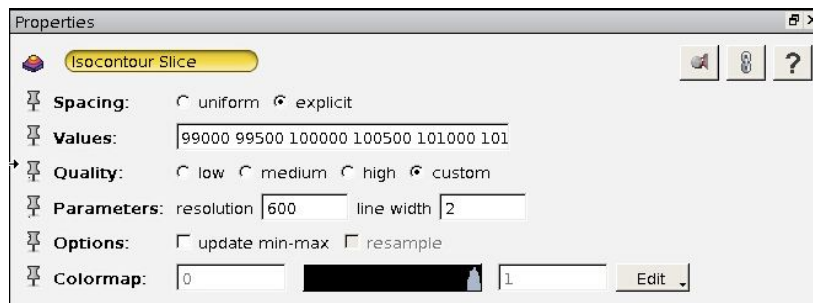 Properties
Isocontour Slice
?
Spacing: uniform explicit
Values: 99000 99500 100000 100500 101000 101
Quality: low medium high custom
Parameters: resolution 600 line width 2
Options: update min-max resample
Colormap: 0 1 Edit